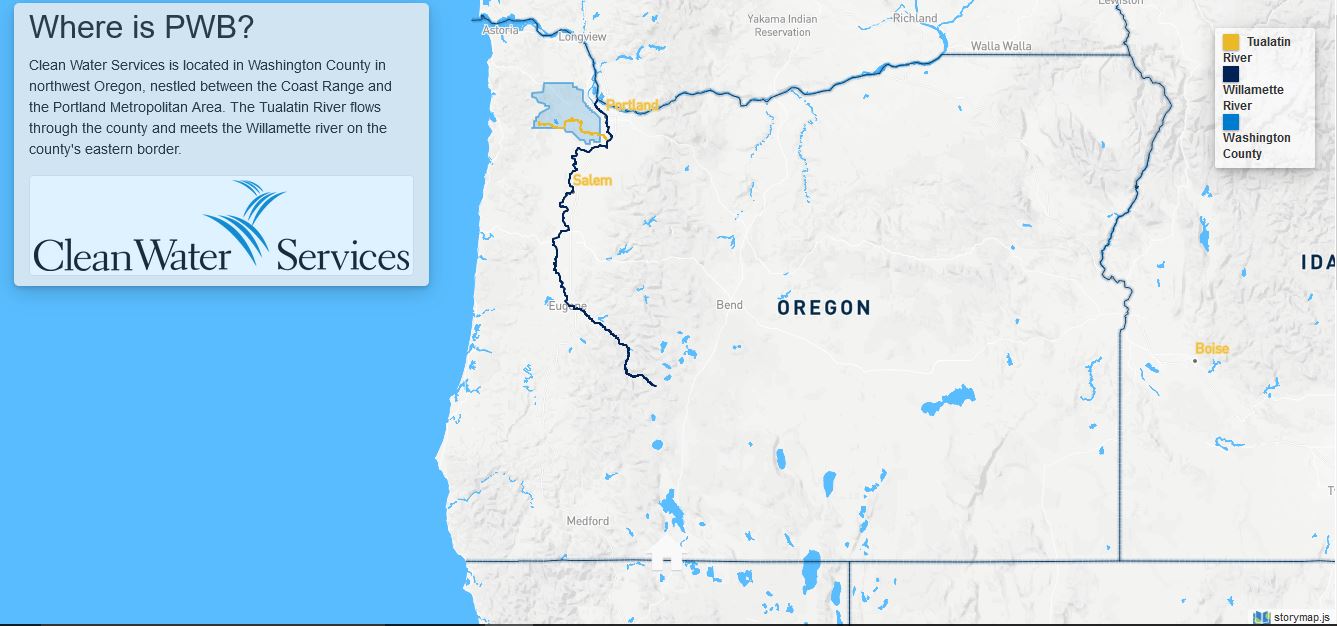 Where is PWB?
Clean Water Services is located in Washington County in
northwest Oregon, nestled between the Coast Range and
the Portland Metropolitan Area. The Tualatin River flows
through the county and meets the Willamette river on the
county's eastern border.
Clean Water Services
Astoria
Longview
Yakama Indian
Reservation
Richland
Lewiston
Walla Walla
Portland
Salem
Eugene
Bend
OREGON
IDA
Boise
Medford
Tualatin
River
Willamette
River
Washington
County
storymap.js